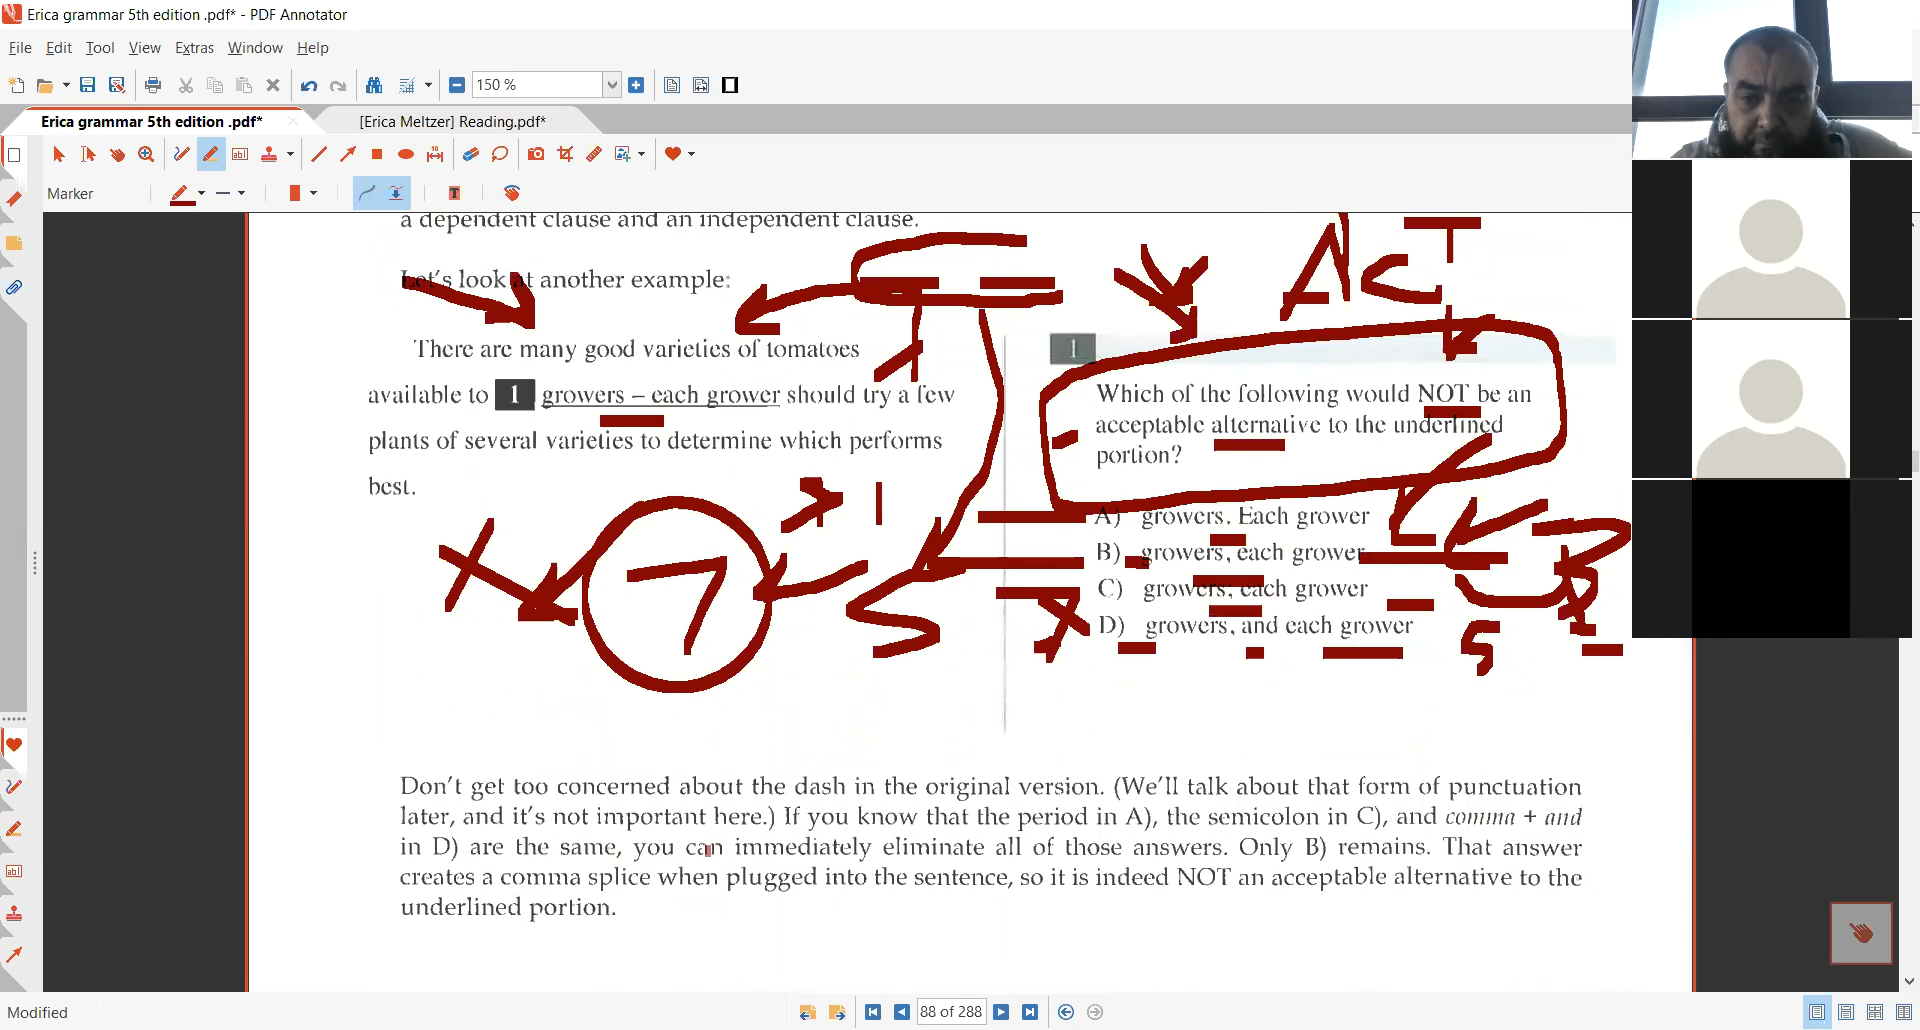 Erica grammar 5th edition .pdf* - PDF Annotator
File Edit Tool View Extras Window Help
150 %
Erica grammar 5th edition .pdf* [Erica Meltzer] Reading.pdf*
Marker
a dependent clause and an independent clause.
ACT
Let's look at another example:
There are many good varieties of tomatoes
available to 1 growers – each grower should try a few
plants of several varieties to determine which performs
best.
1
Which of the following would NOT be an
acceptable alternative to the underlined
portion?
A) growers. Each grower
B) growers, each grower
C) growers; each grower
D) growers, and each grower
7
Don't get too concerned about the dash in the original version. (We'll talk about that form of punctuation
later, and it's not important here.) If you know that the period in A), the semicolon in C), and comma + and
in D) are the same, you can immediately eliminate all of those answers. Only B) remains. That answer
creates a comma splice when plugged into the sentence, so it is indeed NOT an acceptable alternative to the
underlined portion.
Modified
88 of 288